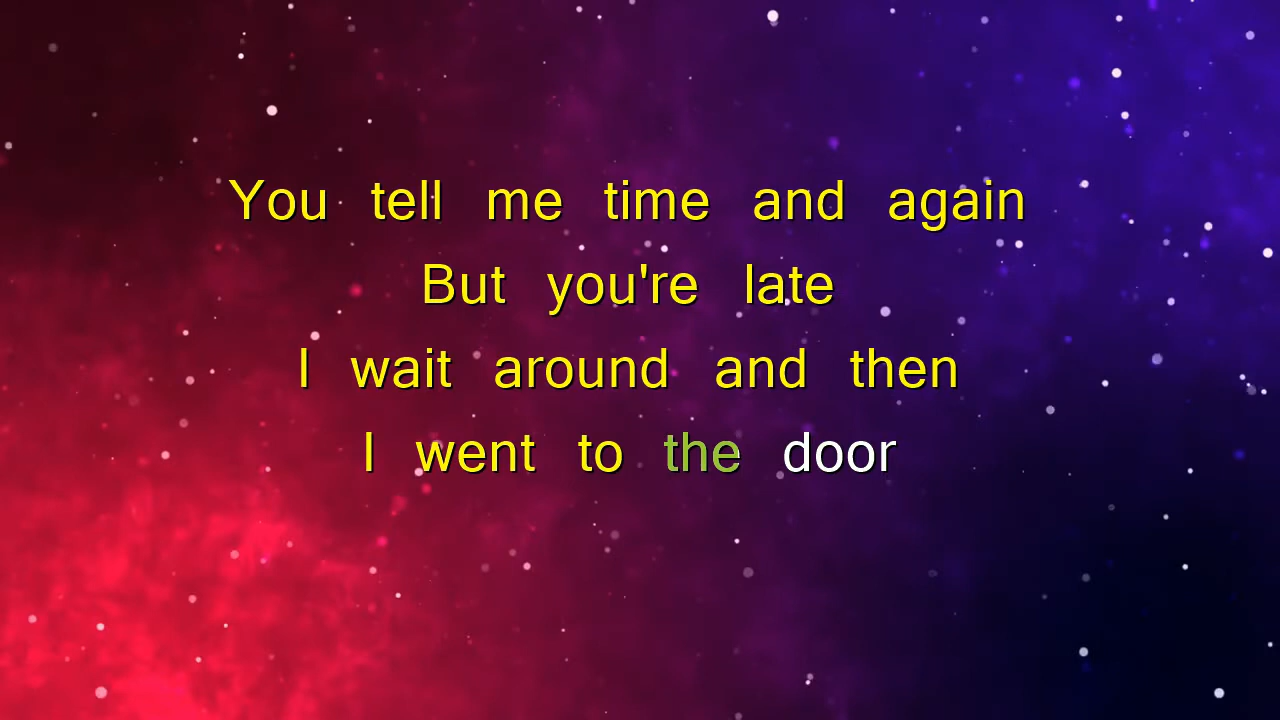 You tell me time and again
But you're late
I wait around and then
I went to the door